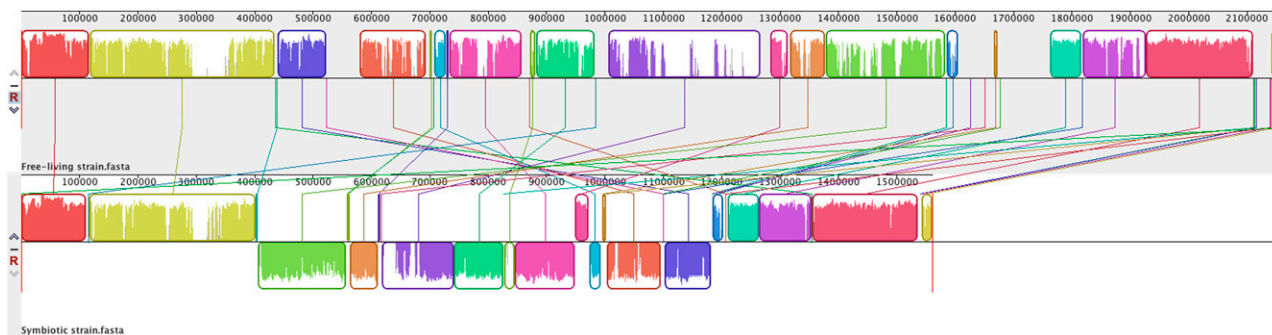 100000 200000 300000 400000 500000 600000 700000 800000 900000 1000000 1100000 1200000 1300000 1400000 1500000 1600000 1700000 1800000 1900000 2000000 2100000
R
Free-living strain.fasta
100000 200000 300000 400000 500000 600000 700000 800000 900000 1000000 1100000 1200000 1300000 1400000 1500000
R
Symbiotic strain.fasta